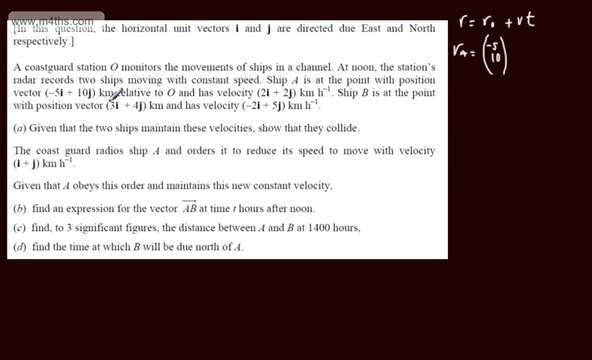 www.m4ths.com
[In this question, the horizontal unit vectors i and j are directed due East and North
respectively.]
A coastguard station O monitors the movements of ships in a channel. At noon, the station's
radar records two ships moving with constant speed. Ship A is at the point with position
vector (−5i + 10j) km relative to O and has velocity (2i + 2j) km h⁻¹. Ship B is at the point
with position vector (3i + 4j) km and has velocity (−2i + 5j) km h⁻¹.
(a) Given that the two ships maintain these velocities, show that they collide.
The coast guard radios ship A and orders it to reduce its speed to move with velocity
(i + j) km h⁻¹.
Given that A obeys this order and maintains this new constant velocity,
(b) find an expression for the vector \overrightarrow{AB} at time t hours after noon.
(c) find, to 3 significant figures, the distance between A and B at 1400 hours,
(d) find the time at which B will be due north of A.
r = r₀ + vt
r_A = (-5
10)